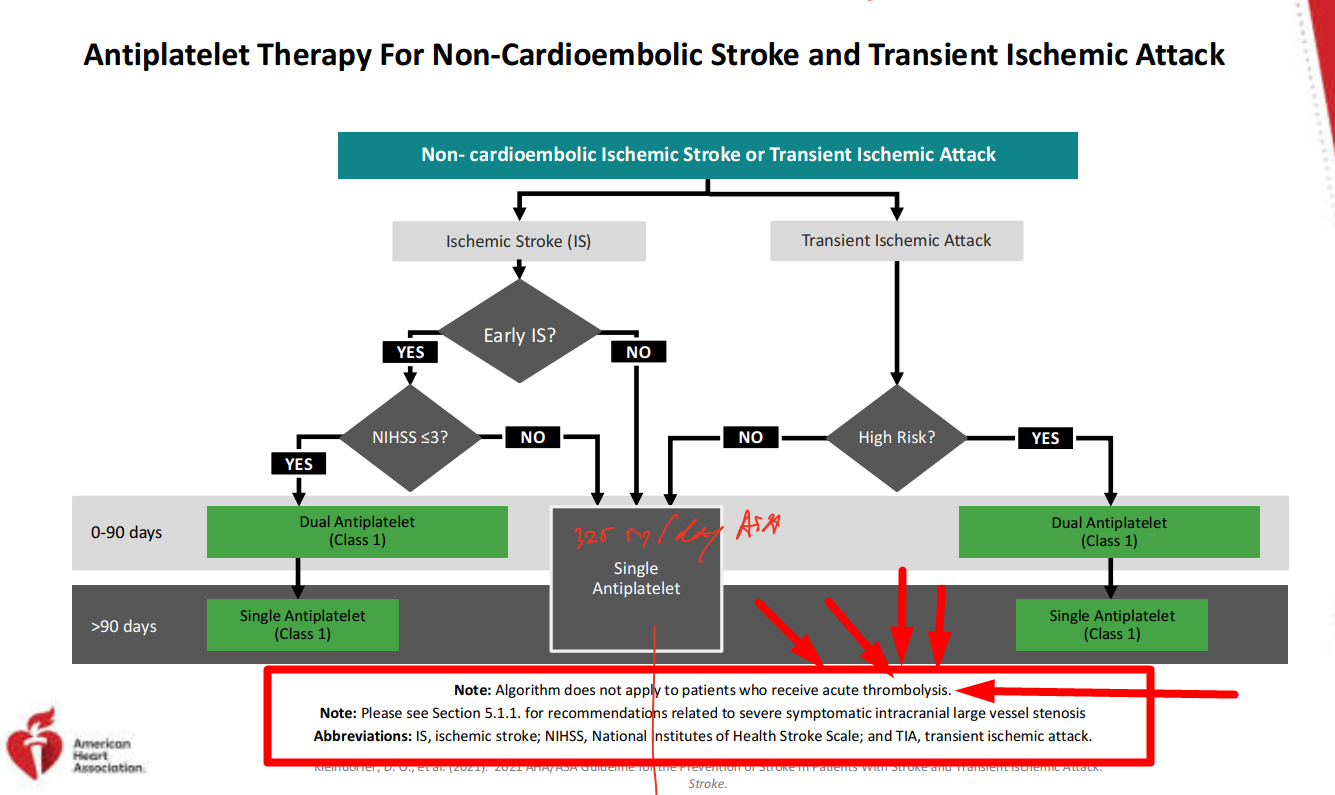 Antiplatelet Therapy For Non-Cardioembolic Stroke and Transient Ischemic Attack
Non- cardioembolic Ischemic Stroke or Transient Ischemic Attack
Ischemic Stroke (IS)
Transient Ischemic Attack
Early IS?
YES
NO
NIHSS ≤3?
NO
YES
NO
High Risk?
YES
0-90 days
Dual Antiplatelet
(Class 1)
325 m/day ASA
Single
Antiplatelet
Dual Antiplatelet
(Class 1)
>90 days
Single Antiplatelet
(Class 1)
Single Antiplatelet
(Class 1)
Note: Algorithm does not apply to patients who receive acute thrombolysis.
Note: Please see Section 5.1.1. for recommendations related to severe symptomatic intracranial large vessel stenosis
Abbreviations: IS, ischemic stroke; NIHSS, National Institutes of Health Stroke Scale; and TIA, transient ischemic attack.
American
Heart
Association.
Kleindorfer, D. O., et al. (2021). 2021 AHA/ASA Guideline for the Prevention of Stroke in Patients With Stroke and Transient Ischemic Attack.
Stroke.